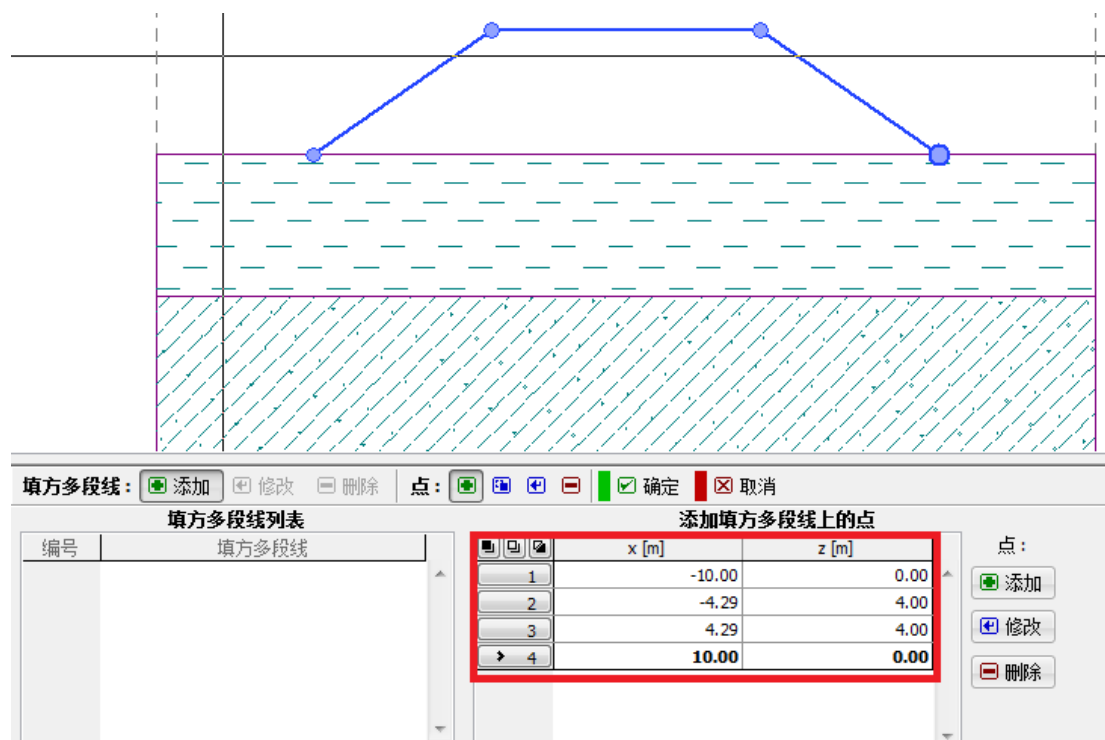 填方多段线： 添加 修改 删除 点： 确定 取消
填方多段线列表 添加填方多段线上的点
编号 填方多段线 x [m] z [m] 点：
1 -10.00 0.00 添加
2 -4.29 4.00
3 4.29 4.00 修改
4 10.00 0.00
删除